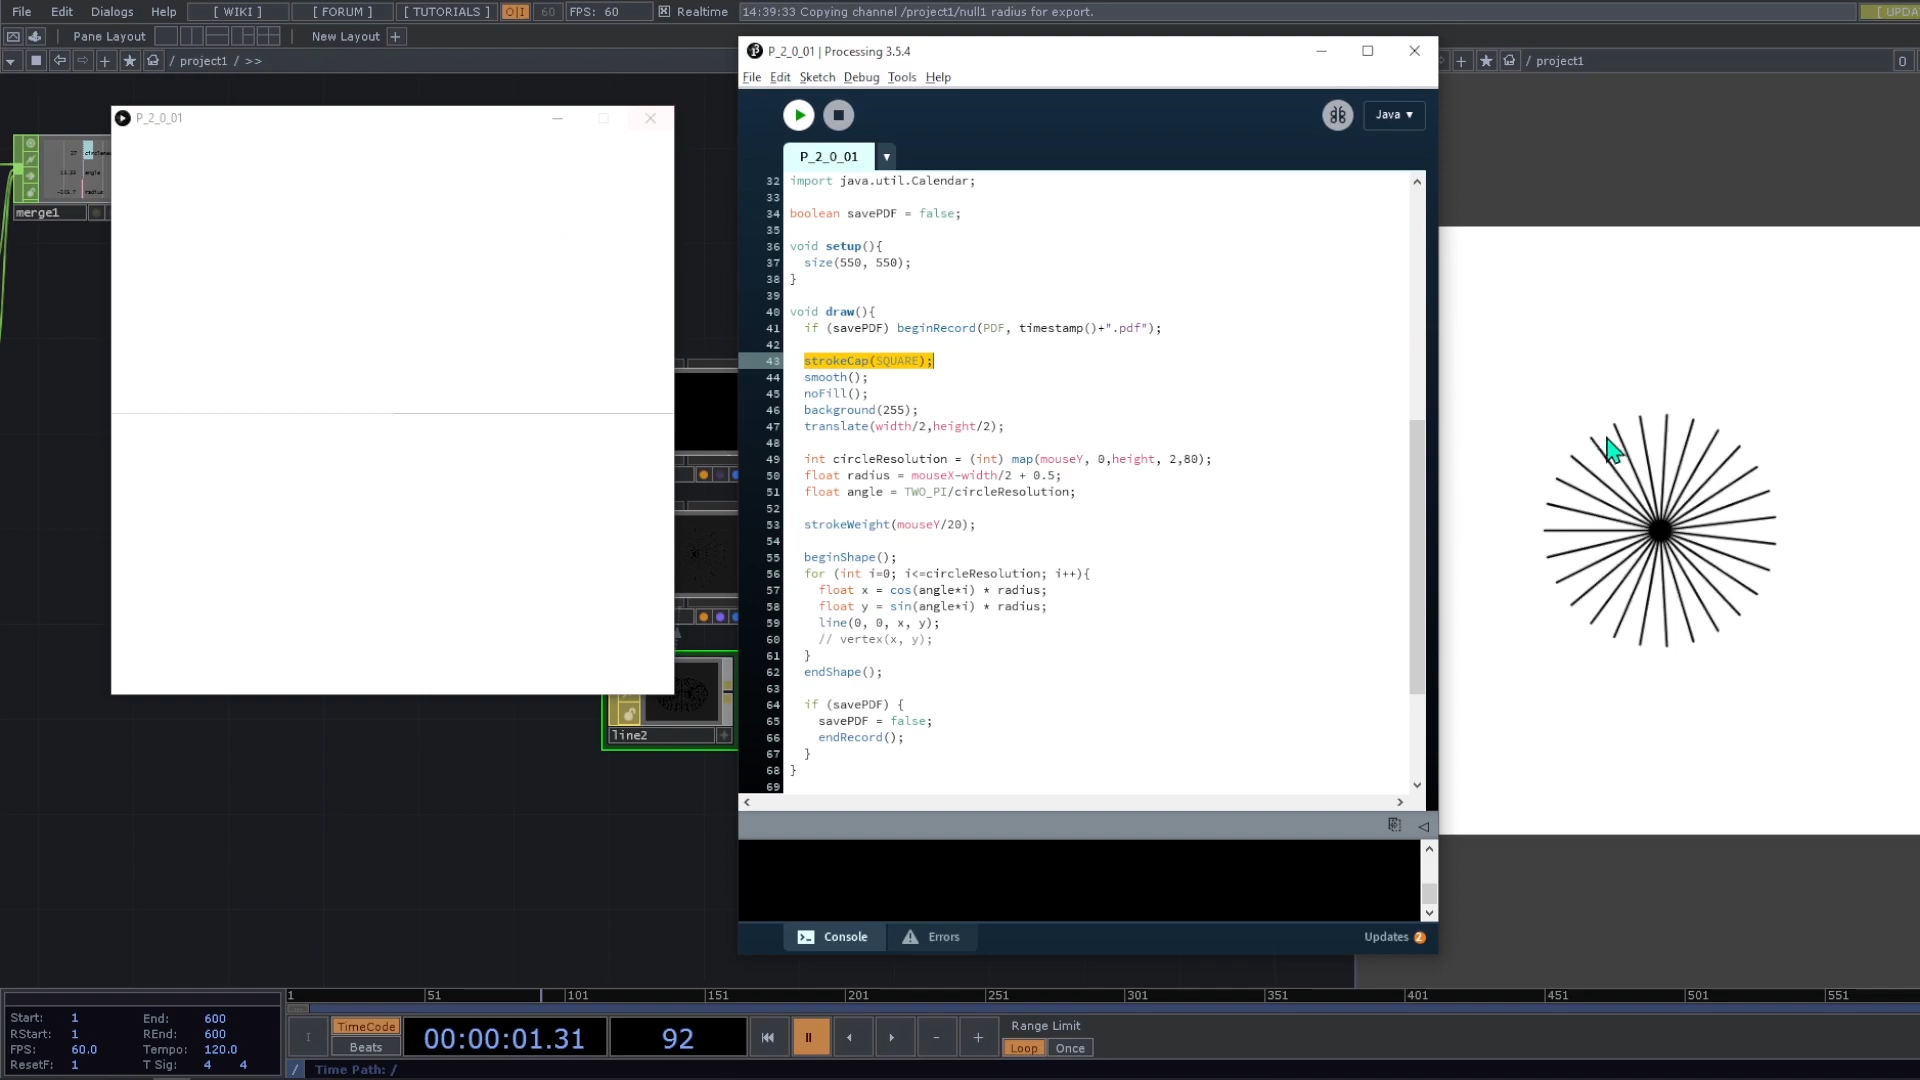 File Edit Dialogs Help [ WIKI ] [ FORUM ] [ TUTORIALS ] O|I 60 FPS: 60 Realtime 14:39:33 Copying channel /project1/null1 radius for export. [ UPDA
Pane Layout New Layout +
/ project1 / >>
/ project1 0
merge1
27
angle
radius
P_2_0_01
line2
P_2_0_01 | Processing 3.5.4
File Edit Sketch Debug Tools Help
Java ▾
P_2_0_01
32 import java.util.Calendar;
33
34 boolean savePDF = false;
35
36 void setup(){
37 size(550, 550);
38 }
39
40 void draw(){
41 if (savePDF) beginRecord(PDF, timestamp()+".pdf");
42
43 strokeCap(SQUARE);
44 smooth();
45 noFill();
46 background(255);
47 translate(width/2,height/2);
48
49 int circleResolution = (int) map(mouseY, 0,height, 2,80);
50 float radius = mouseX-width/2 + 0.5;
51 float angle = TWO_PI/circleResolution;
52
53 strokeWeight(mouseY/20);
54
55 beginShape();
56 for (int i=0; i<=circleResolution; i++){
57 float x = cos(angle*i) * radius;
58 float y = sin(angle*i) * radius;
59 line(0, 0, x, y);
60 // vertex(x, y);
61 }
62 endShape();
63
64 if (savePDF) {
65 savePDF = false;
66 endRecord();
67 }
68 }
69
Console Errors Updates 2
1 51 101 151 201 251 301 351 401 451 501 551
Start: 1 End: 600
RStart: 1 REnd: 600
FPS: 60.0 Tempo: 120.0
ResetF: 1 T Sig: 4 4
TimeCode
Beats
00:00:01.31 92
Range Limit
Loop Once
/ Time Path: /